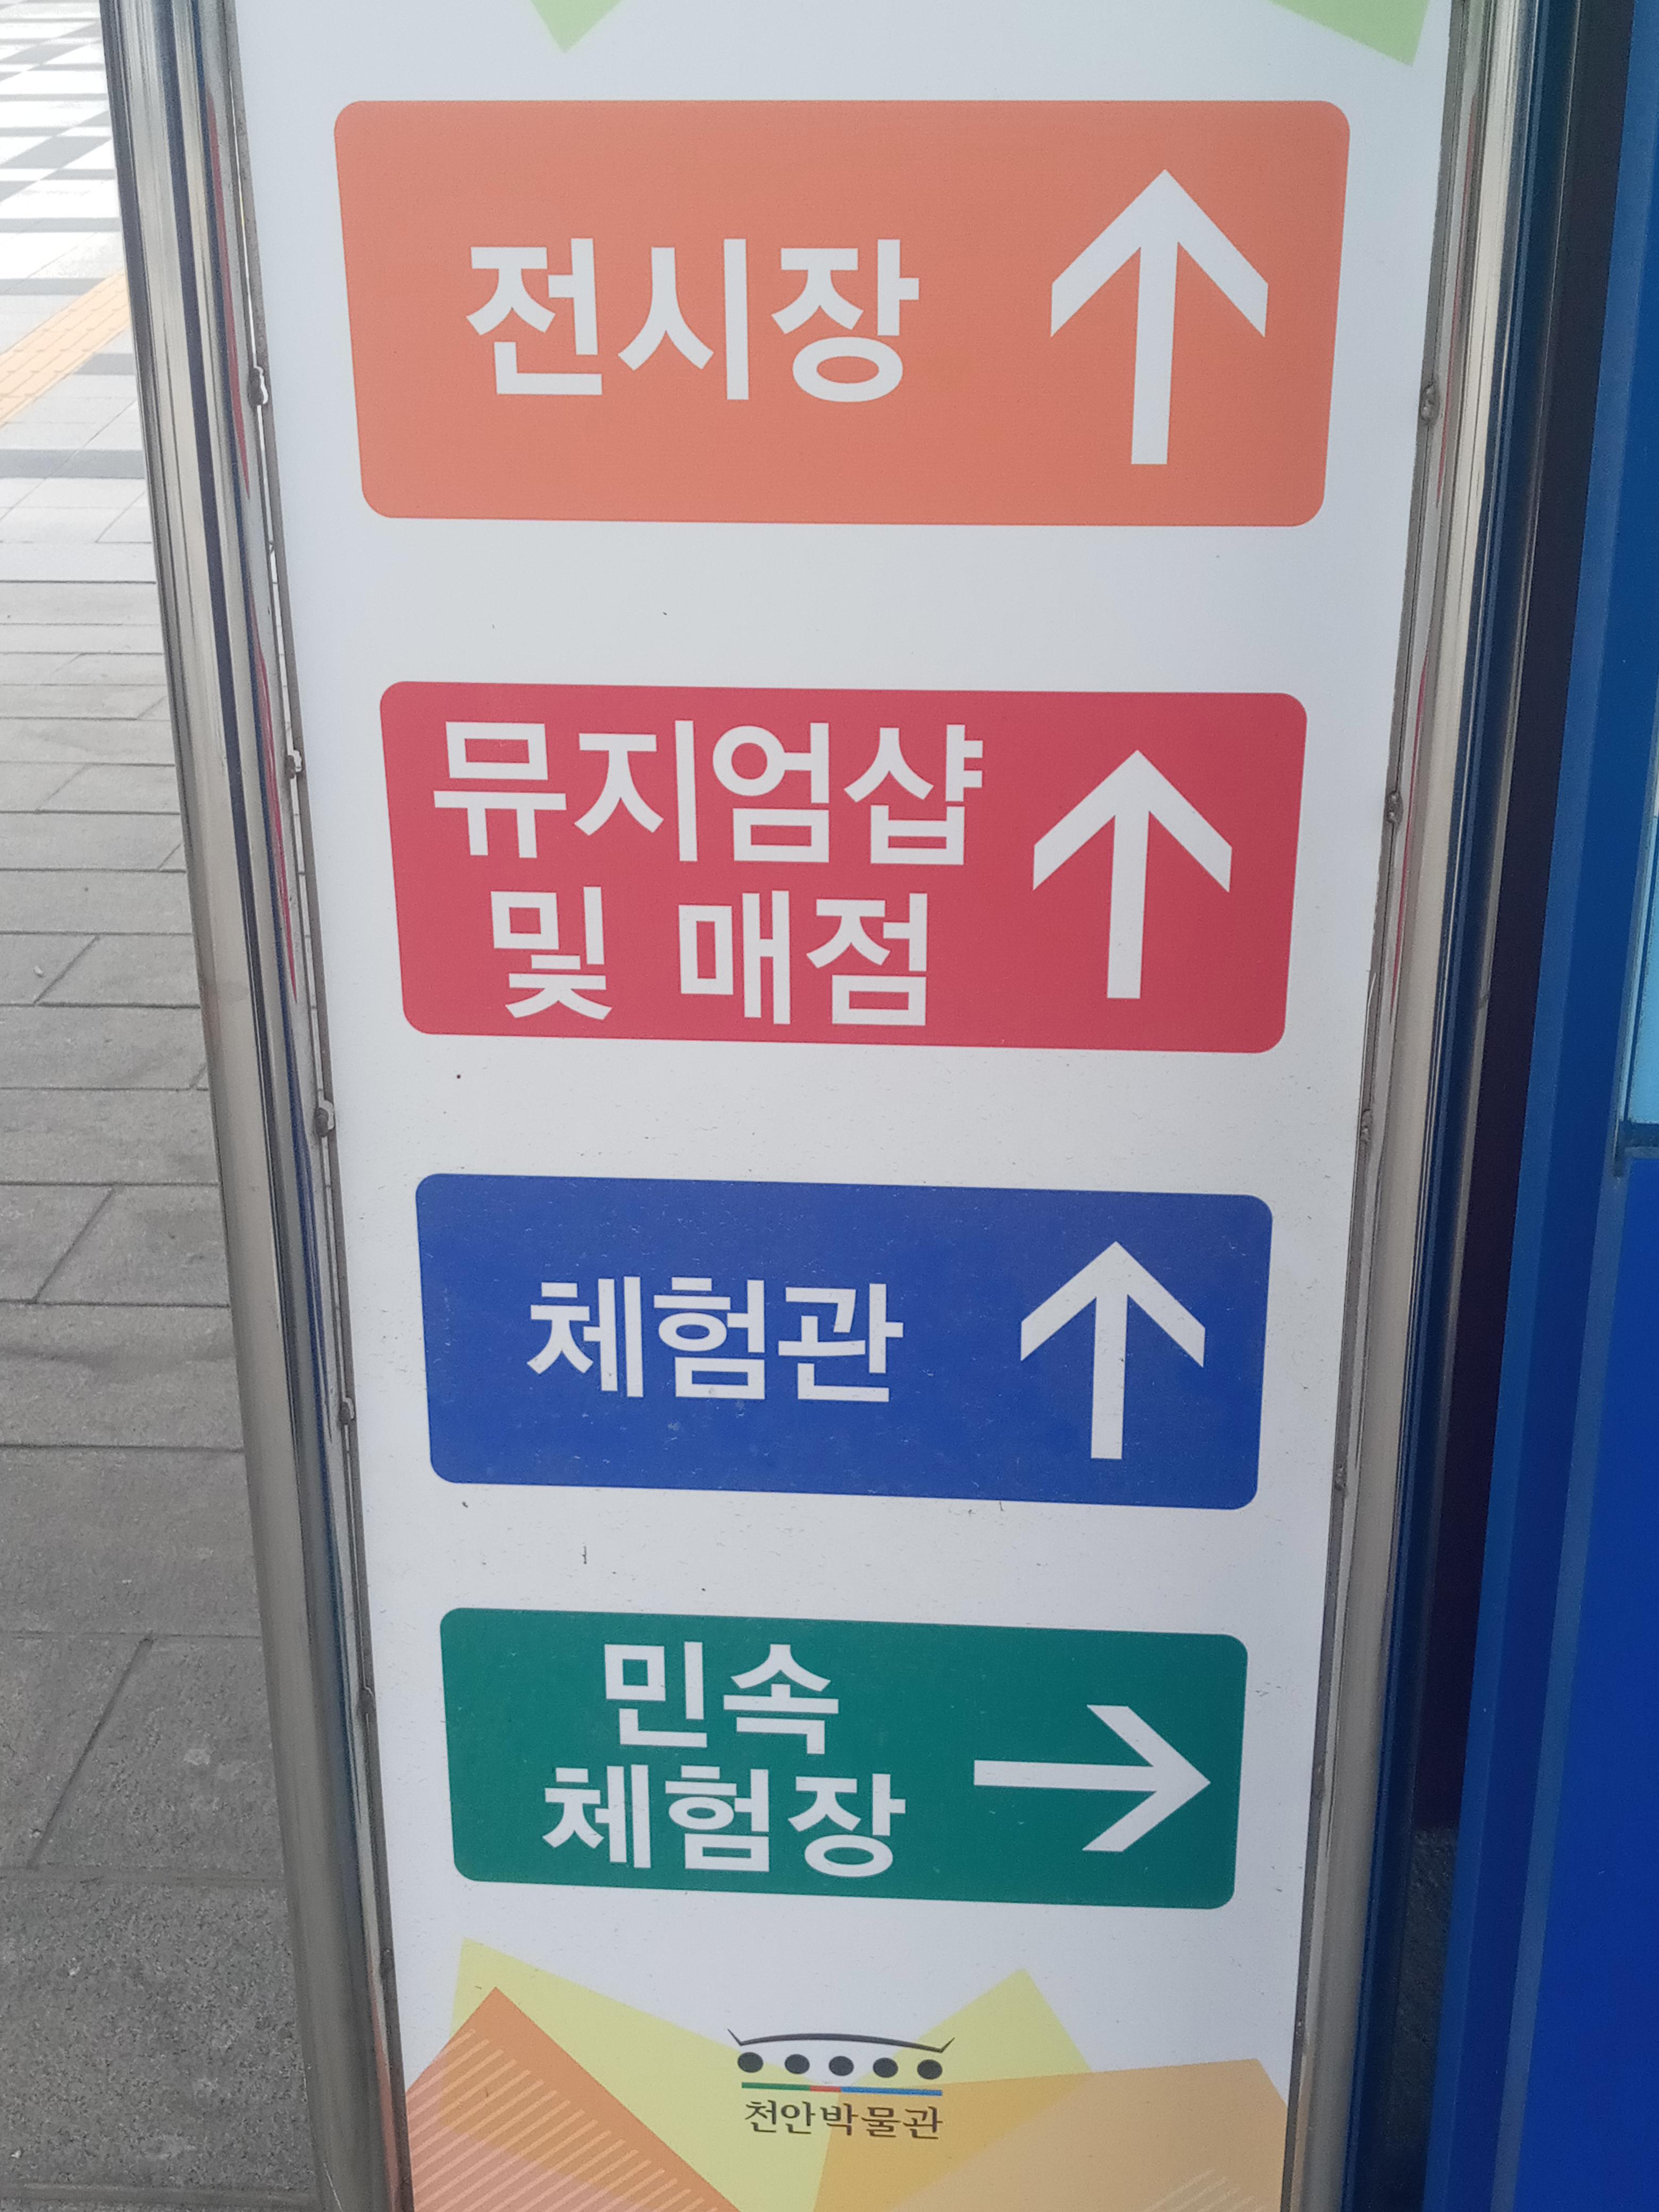 전시장
뮤지엄샵
및 매점
체험관
민속
체험장
천안박물관